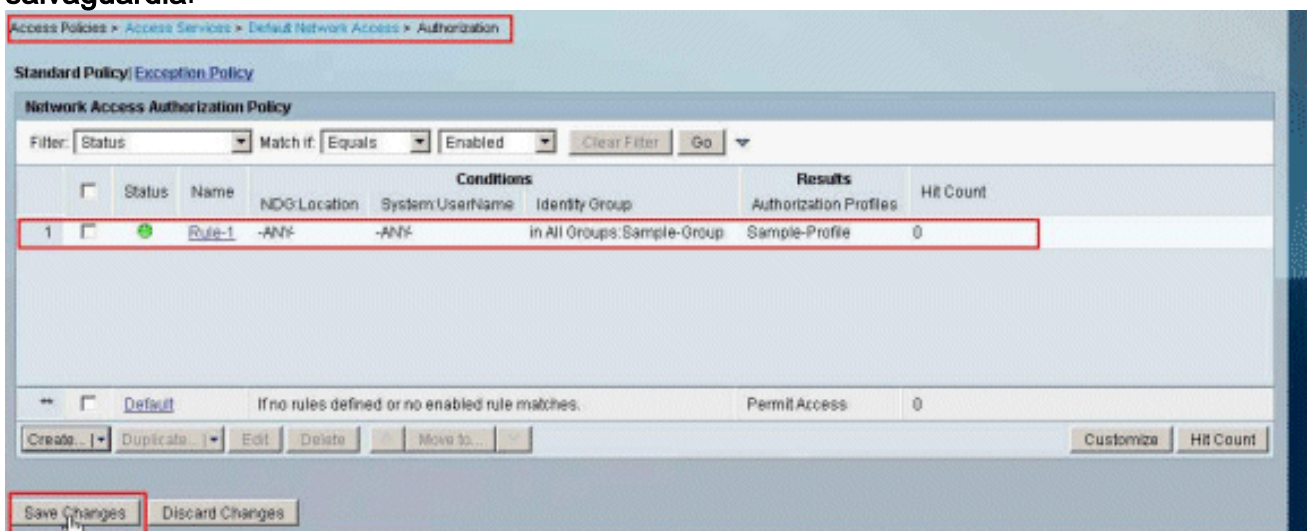 salvaguardia.
Access Policies > Access Services > Default Network Access > Authorization
Standard Policy| Exception Policy
Network Access Authorization Policy
Filter: Status Match if: Equals Enabled Clear Filter Go
Status Name Conditions Results Hit Count
NDG:Location System:UserName Identity Group Authorization Profiles
1 Rule-1 -ANY- -ANY- in All Groups:Sample-Group Sample-Profile 0
** Default If no rules defined or no enabled rule matches. Permit Access 0
Create... Duplicate... Edit Delete Move to... Customize Hit Count
Save Changes Discard Changes